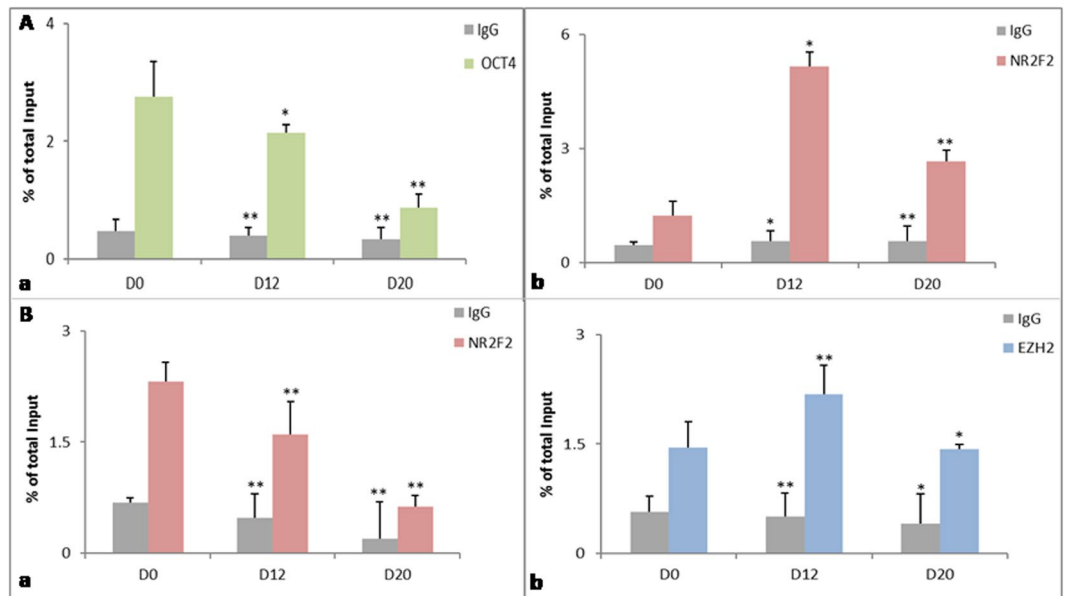 A
4
2
0
% of total Input
IgG
OCT4
*
**
**
**
D0
D12
D20
a
6
3
0
% of total Input
IgG
NR2F2
*
*
**
**
D0
D12
D20
b
B
3
1.5
0
% of total Input
IgG
NR2F2
**
**
**
**
D0
D12
D20
a
3
1.5
0
% of total Input
IgG
EZH2
**
**
*
*
D0
D12
D20
b